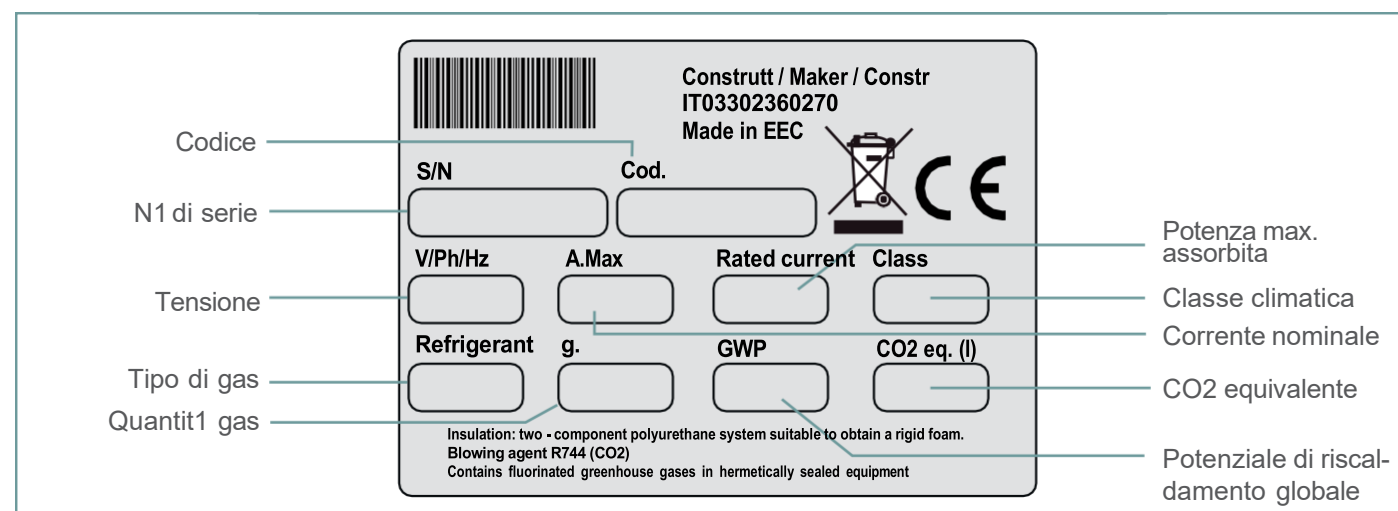 Construtt / Maker / Constr
IT03302360270
Made in EEC
Codice
S/N
Cod.
CE
N1 di serie
Potenza max.
assorbita
V/Ph/Hz
A.Max
Rated current
Class
Tensione
Classe climatica
Corrente nominale
Refrigerant
g.
GWP
CO2 eq. (l)
Tipo di gas
CO2 equivalente
Quantit1 gas
Insulation: two - component polyurethane system suitable to obtain a rigid foam.
Blowing agent R744 (CO2)
Contains fluorinated greenhouse gases in hermetically sealed equipment
Potenziale di riscal-
damento globale